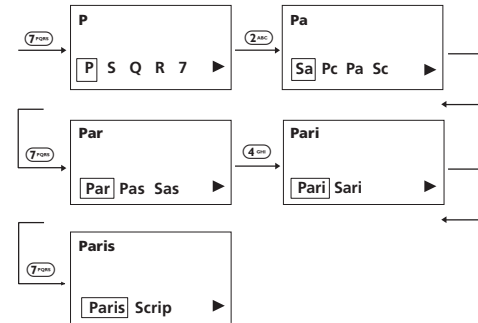 P
7PQRS
P S Q R 7
2ABC
Pa
Sa Pc Pa Sc
7PQRS
Par
Par Pas Sas
4GHI
Pari
Pari Sari
7PQRS
Paris
Paris Scrip